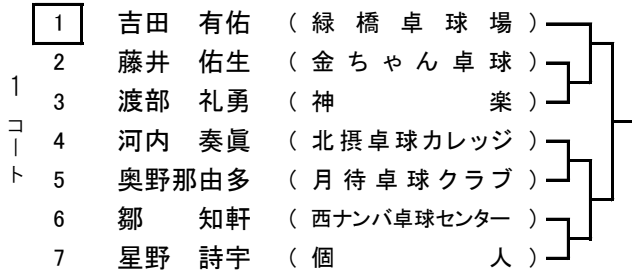 1 吉田 有佑 (緑橋卓球場)
2 藤井 佑生 (金ちゃん卓球)
3 渡部 礼勇 (神楽)
4 河内 奏眞 (北摂卓球カレッジ)
5 奥野那由多 (月待卓球クラブ)
6 鄒 知軒 (西ナンバ卓球センター)
7 星野 詩宇 (個人)
1コート